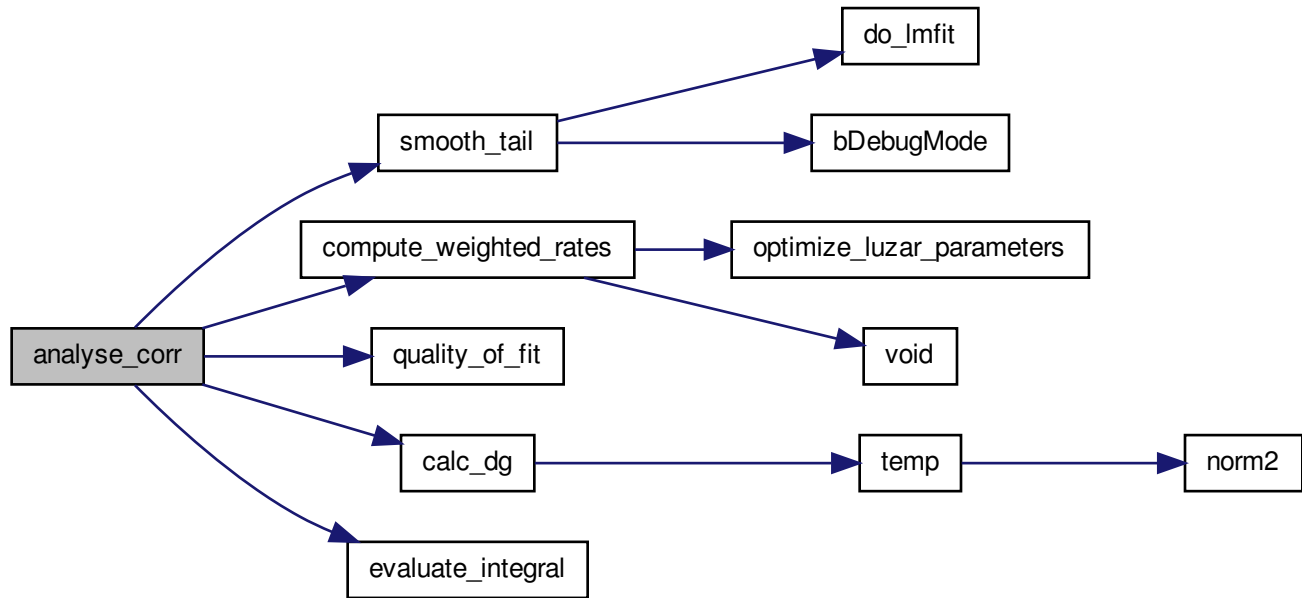 do_lmfit
smooth_tail
bDebugMode
compute_weighted_rates
optimize_luzar_parameters
analyse_corr
quality_of_fit
void
calc_dg
temp
norm2
evaluate_integral